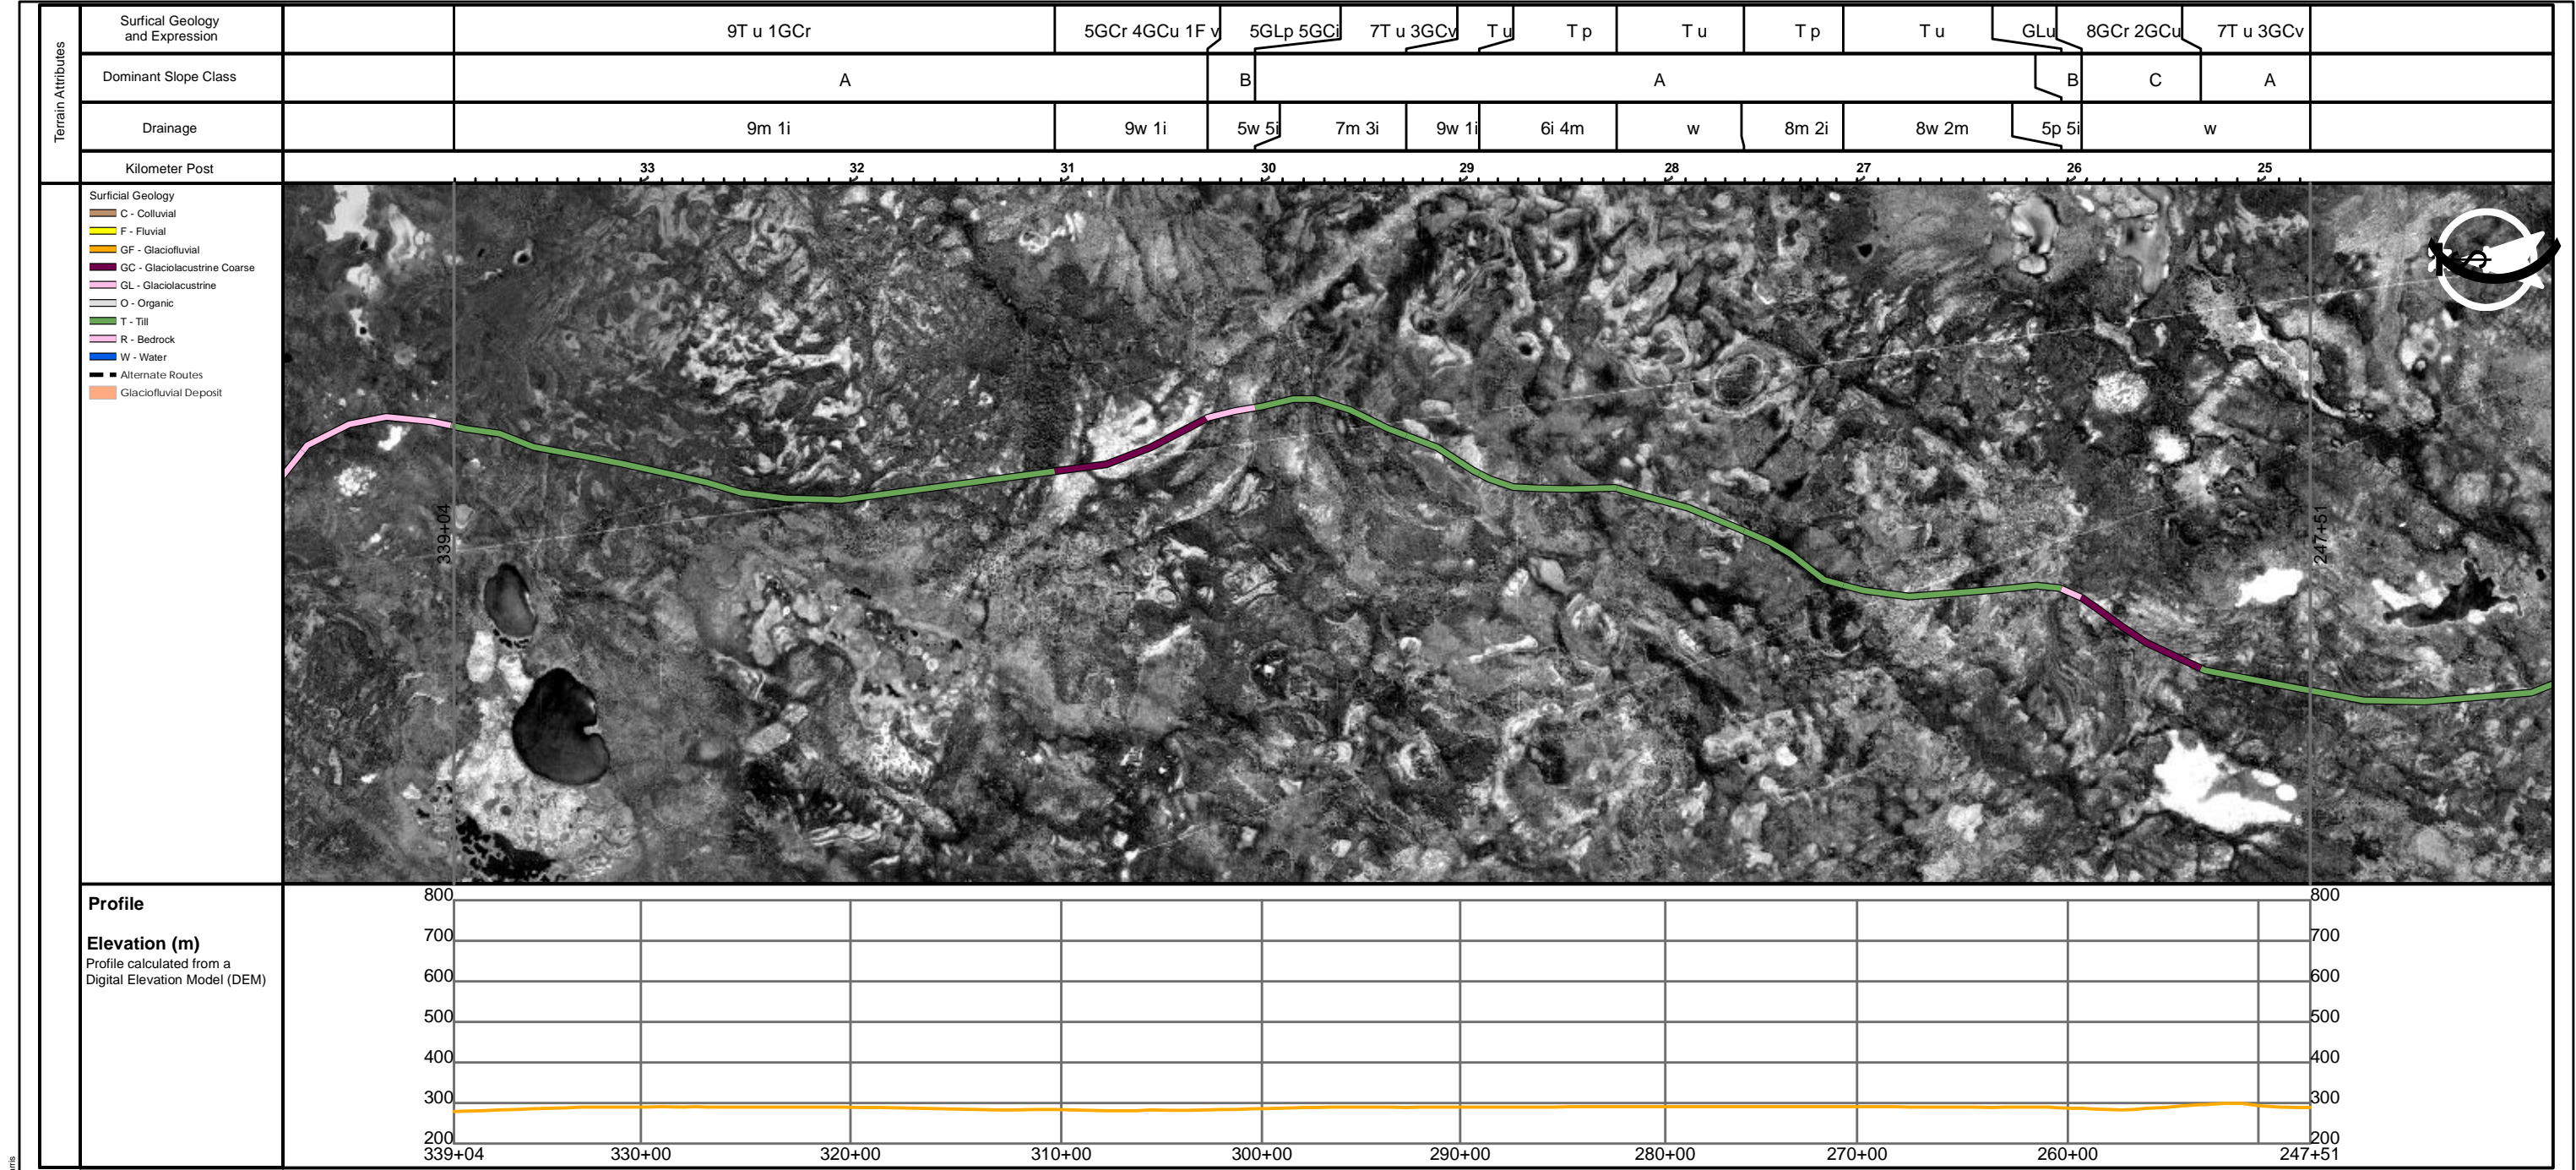 Terrain Attributes
Surfical Geology
and Expression
9T u 1GCr
5GCr 4GCu 1F v
5GLp 5GCi
7T u 3GCv
T u
T p
T u
T p
T u
GLu
8GCr 2GCu
7T u 3GCv
Dominant Slope Class
A
B
A
B
C
A
Drainage
9m 1i
9w 1i
5w 5i
7m 3i
9w 1i
6i 4m
w
8m 2i
8w 2m
5p 5i
w
Kilometer Post
33
32
31
30
29
28
27
26
25
Surficial Geology
C - Colluvial
F - Fluvial
GF - Glaciofluvial
GC - Glaciolacustrine Coarse
GL - Glaciolacustrine
O - Organic
T - Till
R - Bedrock
W - Water
Alternate Routes
Glaciofluvial Deposit
339+04
247+51
Profile
Elevation (m)
Profile calculated from a
Digital Elevation Model (DEM)
800
700
600
500
400
300
200
800
700
600
500
400
300
200
339+04
330+00
320+00
310+00
300+00
290+00
280+00
270+00
260+00
247+51